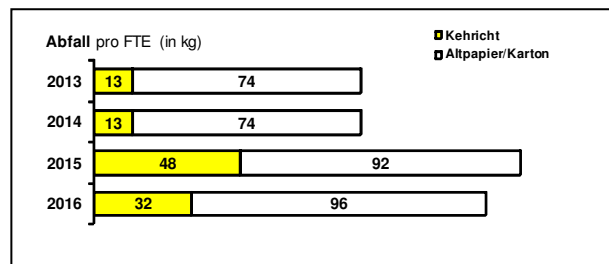 Abfall pro FTE (in kg)
Kehricht
Altpapier/Karton
2013 13 74
2014 13 74
2015 48 92
2016 32 96